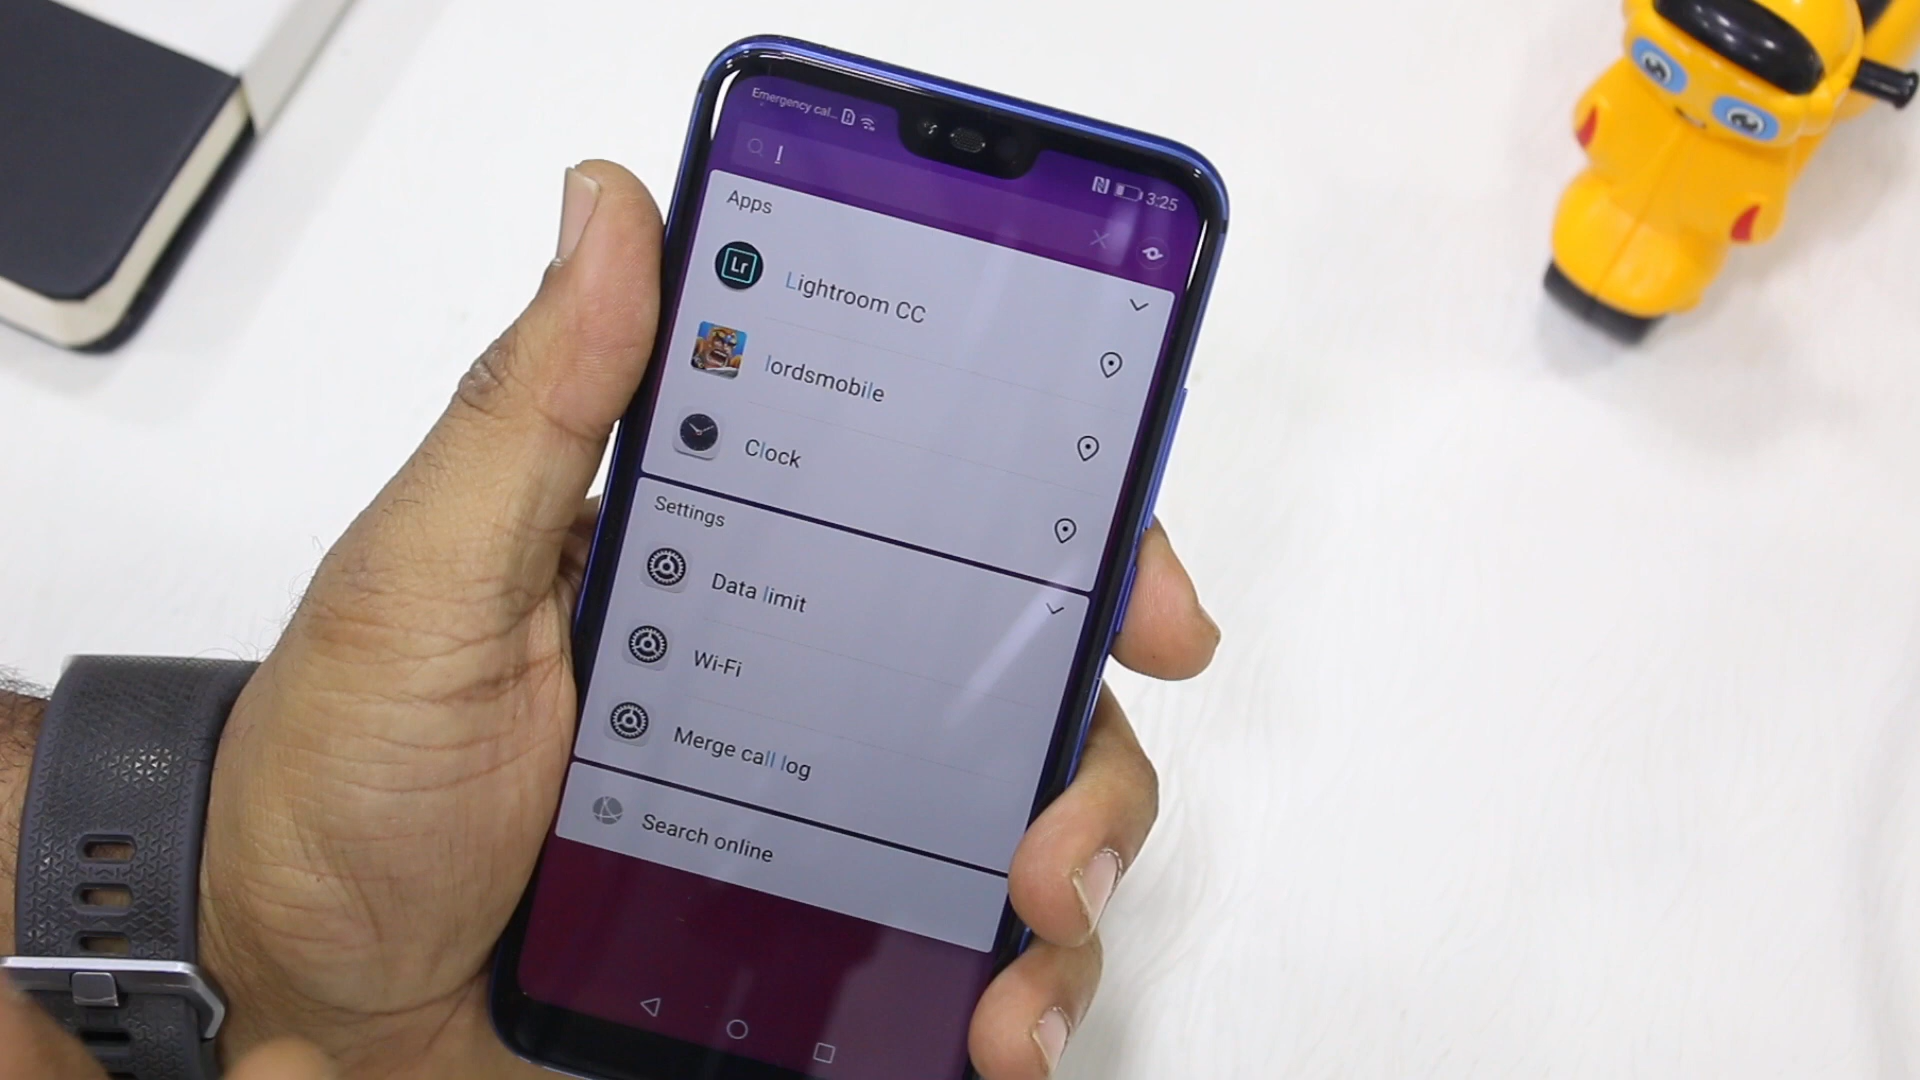 Emergency cal...
3:25
l
Apps
Lr
Lightroom CC
lordsmobile
Clock
Settings
Data limit
Wi-Fi
Merge call log
Search online